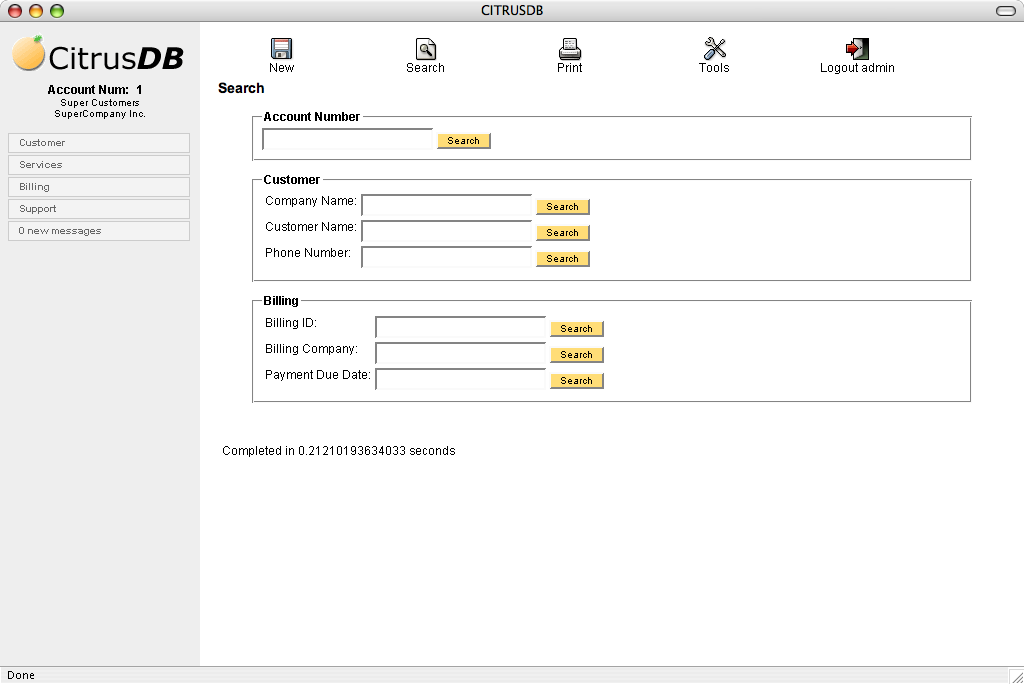 CITRUSDB
CitrusDB
Account Num: 1
Super Customers
SuperCompany Inc.
Customer
Services
Billing
Support
0 new messages
New Search Print Tools Logout admin
Search
Account Number
Search
Customer
Company Name: Search
Customer Name: Search
Phone Number: Search
Billing
Billing ID: Search
Billing Company: Search
Payment Due Date: Search
Completed in 0.21210193634033 seconds
Done